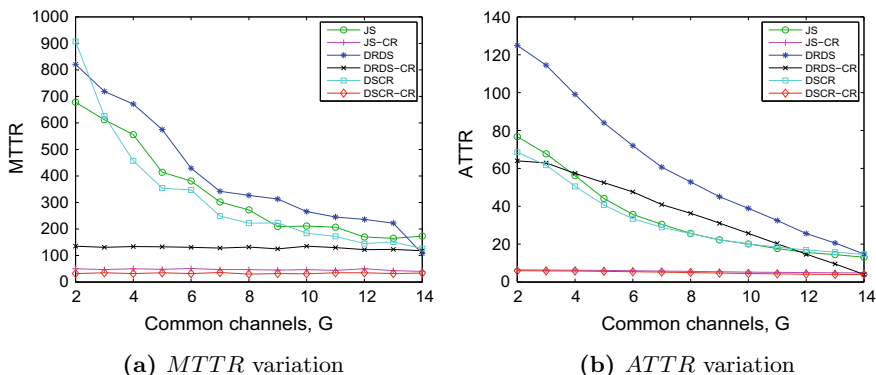 1000
900
800
700
600
500
400
300
200
100
0
MTTR
2 4 6 8 10 12 14
Common channels, G
JS
JS−CR
DRDS
DRDS−CR
DSCR
DSCR−CR
(a) MTTR variation
140
120
100
80
60
40
20
0
ATTR
2 4 6 8 10 12 14
Common channels, G
JS
JS−CR
DRDS
DRDS−CR
DSCR
DSCR−CR
(b) ATTR variation